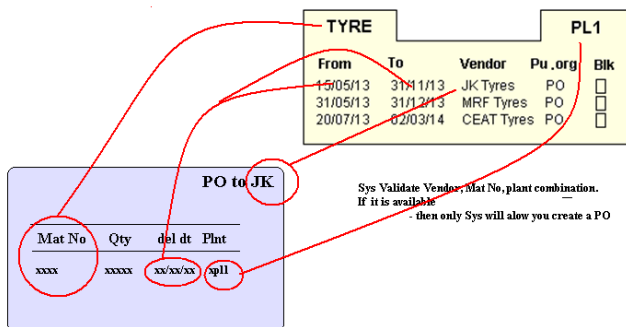 TYRE PL1
From To Vendor Pu.org Blk
15/05/13 31/11/13 JK Tyres PO
31/05/13 31/12/13 MRF Tyres PO
20/07/13 02/03/14 CEAT Tyres PO
PO to JK
Sys Validate Vendor, Mat No, plant combination.
If it is available
- then only Sys will alow you create a PO
Mat No Qty del dt Plnt
xxxx xxxxx xx/xx/xx xpll